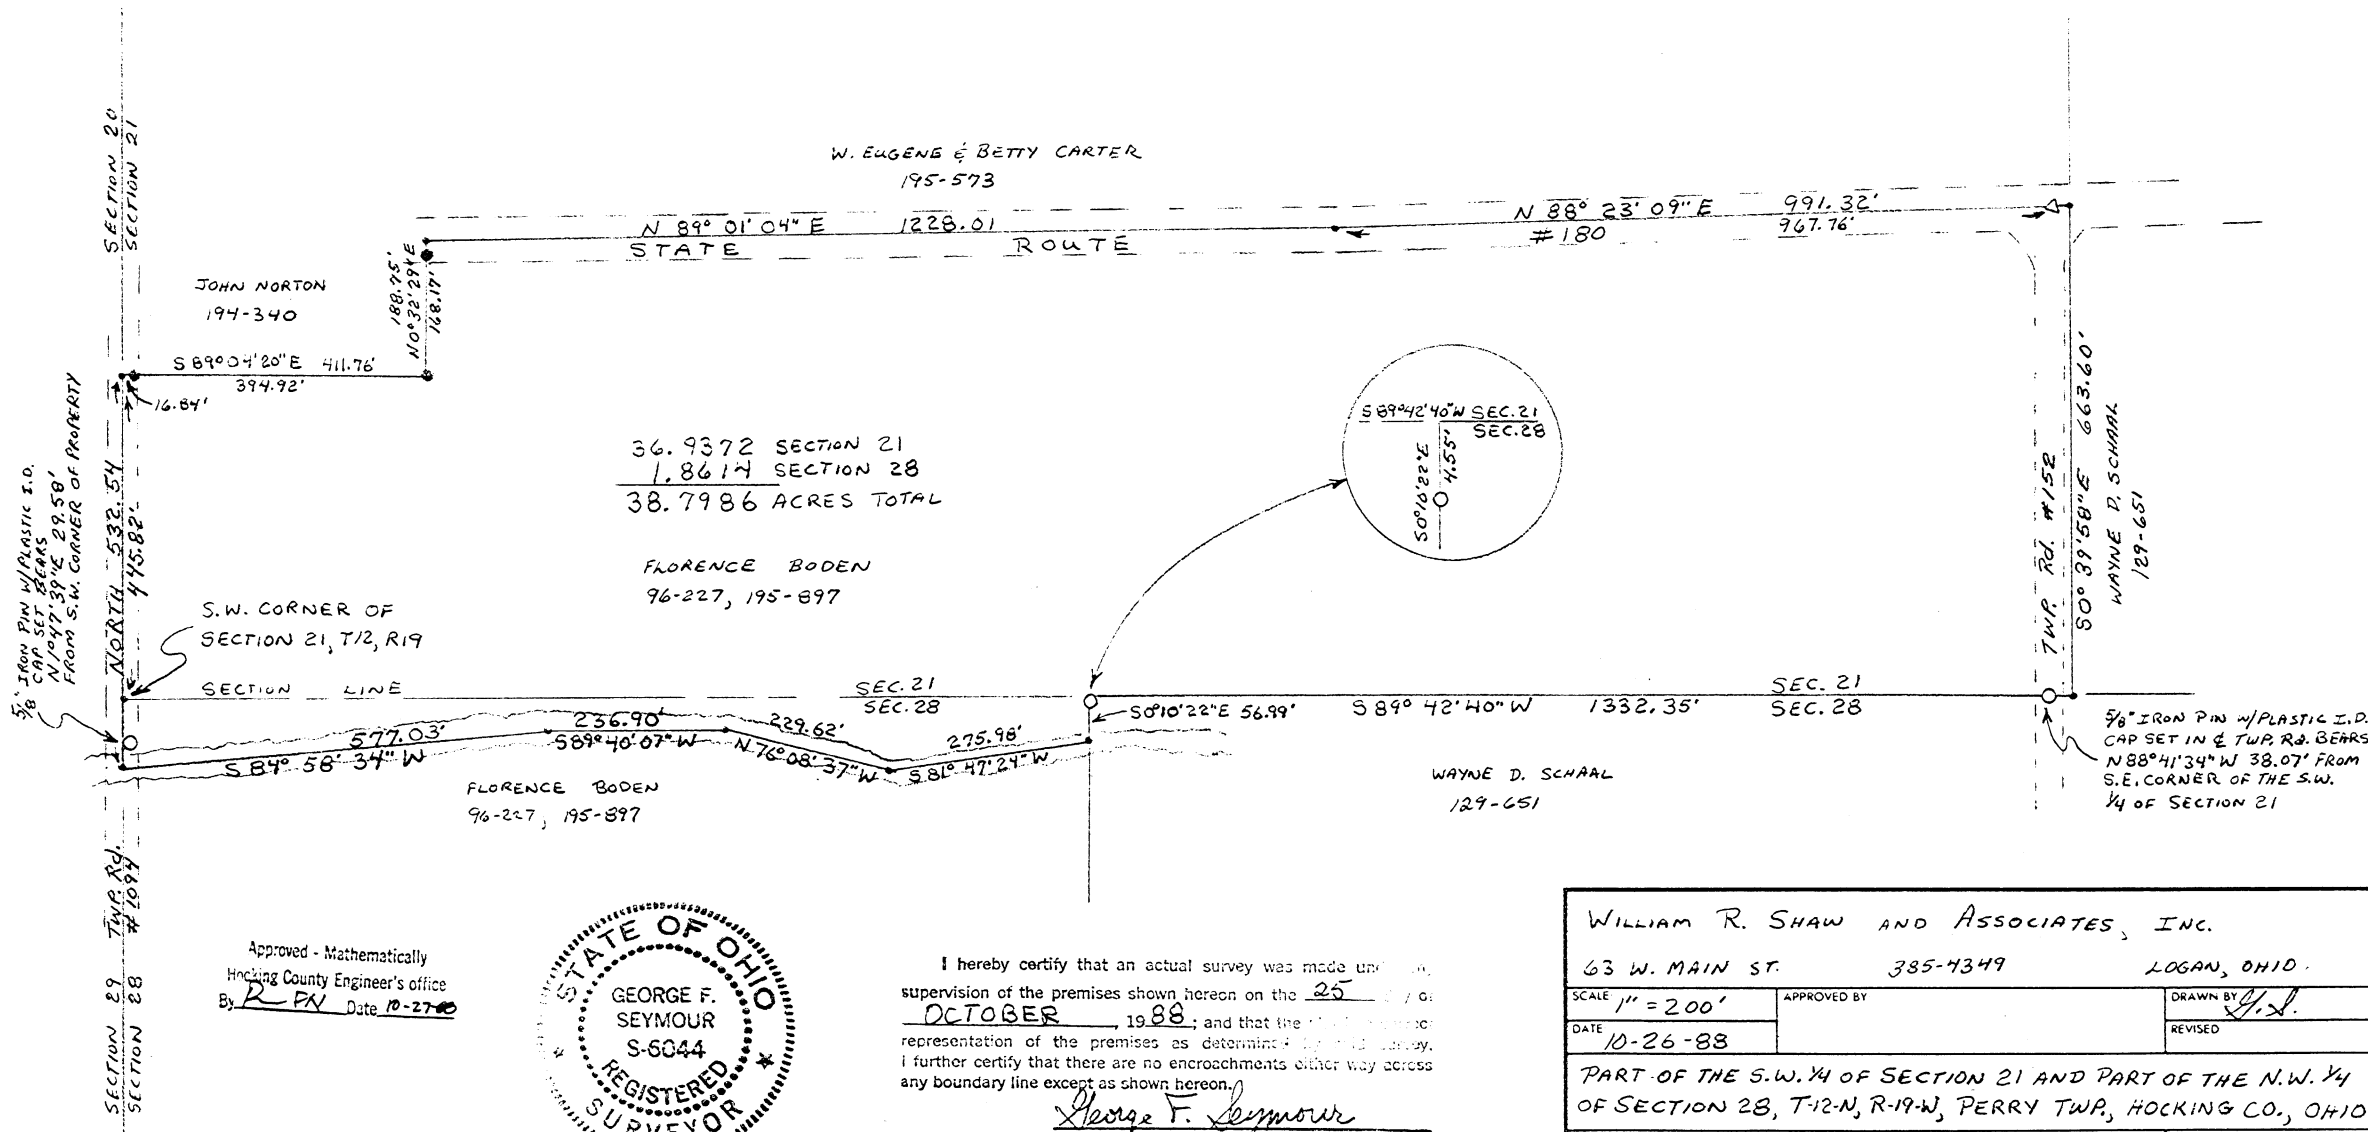 SECTION 20
SECTION 21
W. EUGENE & BETTY CARTER
195-573
N 89° 01' 04" E 1228.01
STATE ROUTE #180
N 88° 23' 09" E 991.32'
967.76'
JOHN NORTON
194-340
188.75'
N0°32'29"E
168.17'
S 89°04'20"E 411.76'
394.92'
16.84'
36.9372 SECTION 21
1.8614 SECTION 28
38.7986 ACRES TOTAL
FLORENCE BODEN
96-227, 195-897
S89°42'40"W SEC.21
SEC.28
S0°10'22"E
4.55'
TWP. Rd. #152
S0°39'58"E 663.60'
WAYNE D. SCHAAL
129-651
5/8" IRON PIN W/PLASTIC I.D.
CAP SET BEARS
N1°47'39"E 29.58'
FROM S.W. CORNER OF PROPERTY
NORTH 532.54
445.82'
S.W. CORNER OF
SECTION 21, T12, R19
SECTION LINE
SEC. 21
SEC. 28
S0°10'22"E 56.99'
S 89° 42' 40" W 1332.35'
SEC. 21
SEC. 28
577.03'
S 84° 58' 34" W
236.90'
S89°40'07"W
229.62'
N 76°08'37"W
275.98'
S 81° 47' 24" W
FLORENCE BODEN
96-227, 195-897
WAYNE D. SCHAAL
129-651
5/8" IRON PIN W/PLASTIC I.D.
CAP SET IN ℄ TWP. Rd. BEARS
N88°41'34"W 38.07' FROM
S.E. CORNER OF THE S.W.
1/4 OF SECTION 21
TWP. Rd.
#1094
SECTION 29
SECTION 28
Approved - Mathematically
Hocking County Engineer's office
By Date 10-27-
STATE OF OHIO
GEORGE F.
SEYMOUR
S-6044
REGISTERED
SURVEYOR
I hereby certify that an actual survey was made
supervision of the premises shown hereon on the 25
OCTOBER, 1988; and that the
representation of the premises as determined
I further certify that there are no encroachments either way across
any boundary line except as shown hereon.
George F. Seymour
WILLIAM R. SHAW AND ASSOCIATES, INC.
63 W. MAIN ST. 385-4349 LOGAN, OHIO.
SCALE 1" = 200'
APPROVED BY
DRAWN BY G.S.
DATE 10-26-88
REVISED
PART OF THE S.W. 1/4 OF SECTION 21 AND PART OF THE N.W. 1/4
OF SECTION 28, T-12-N, R-19-W, PERRY TWP., HOCKING CO., OHIO